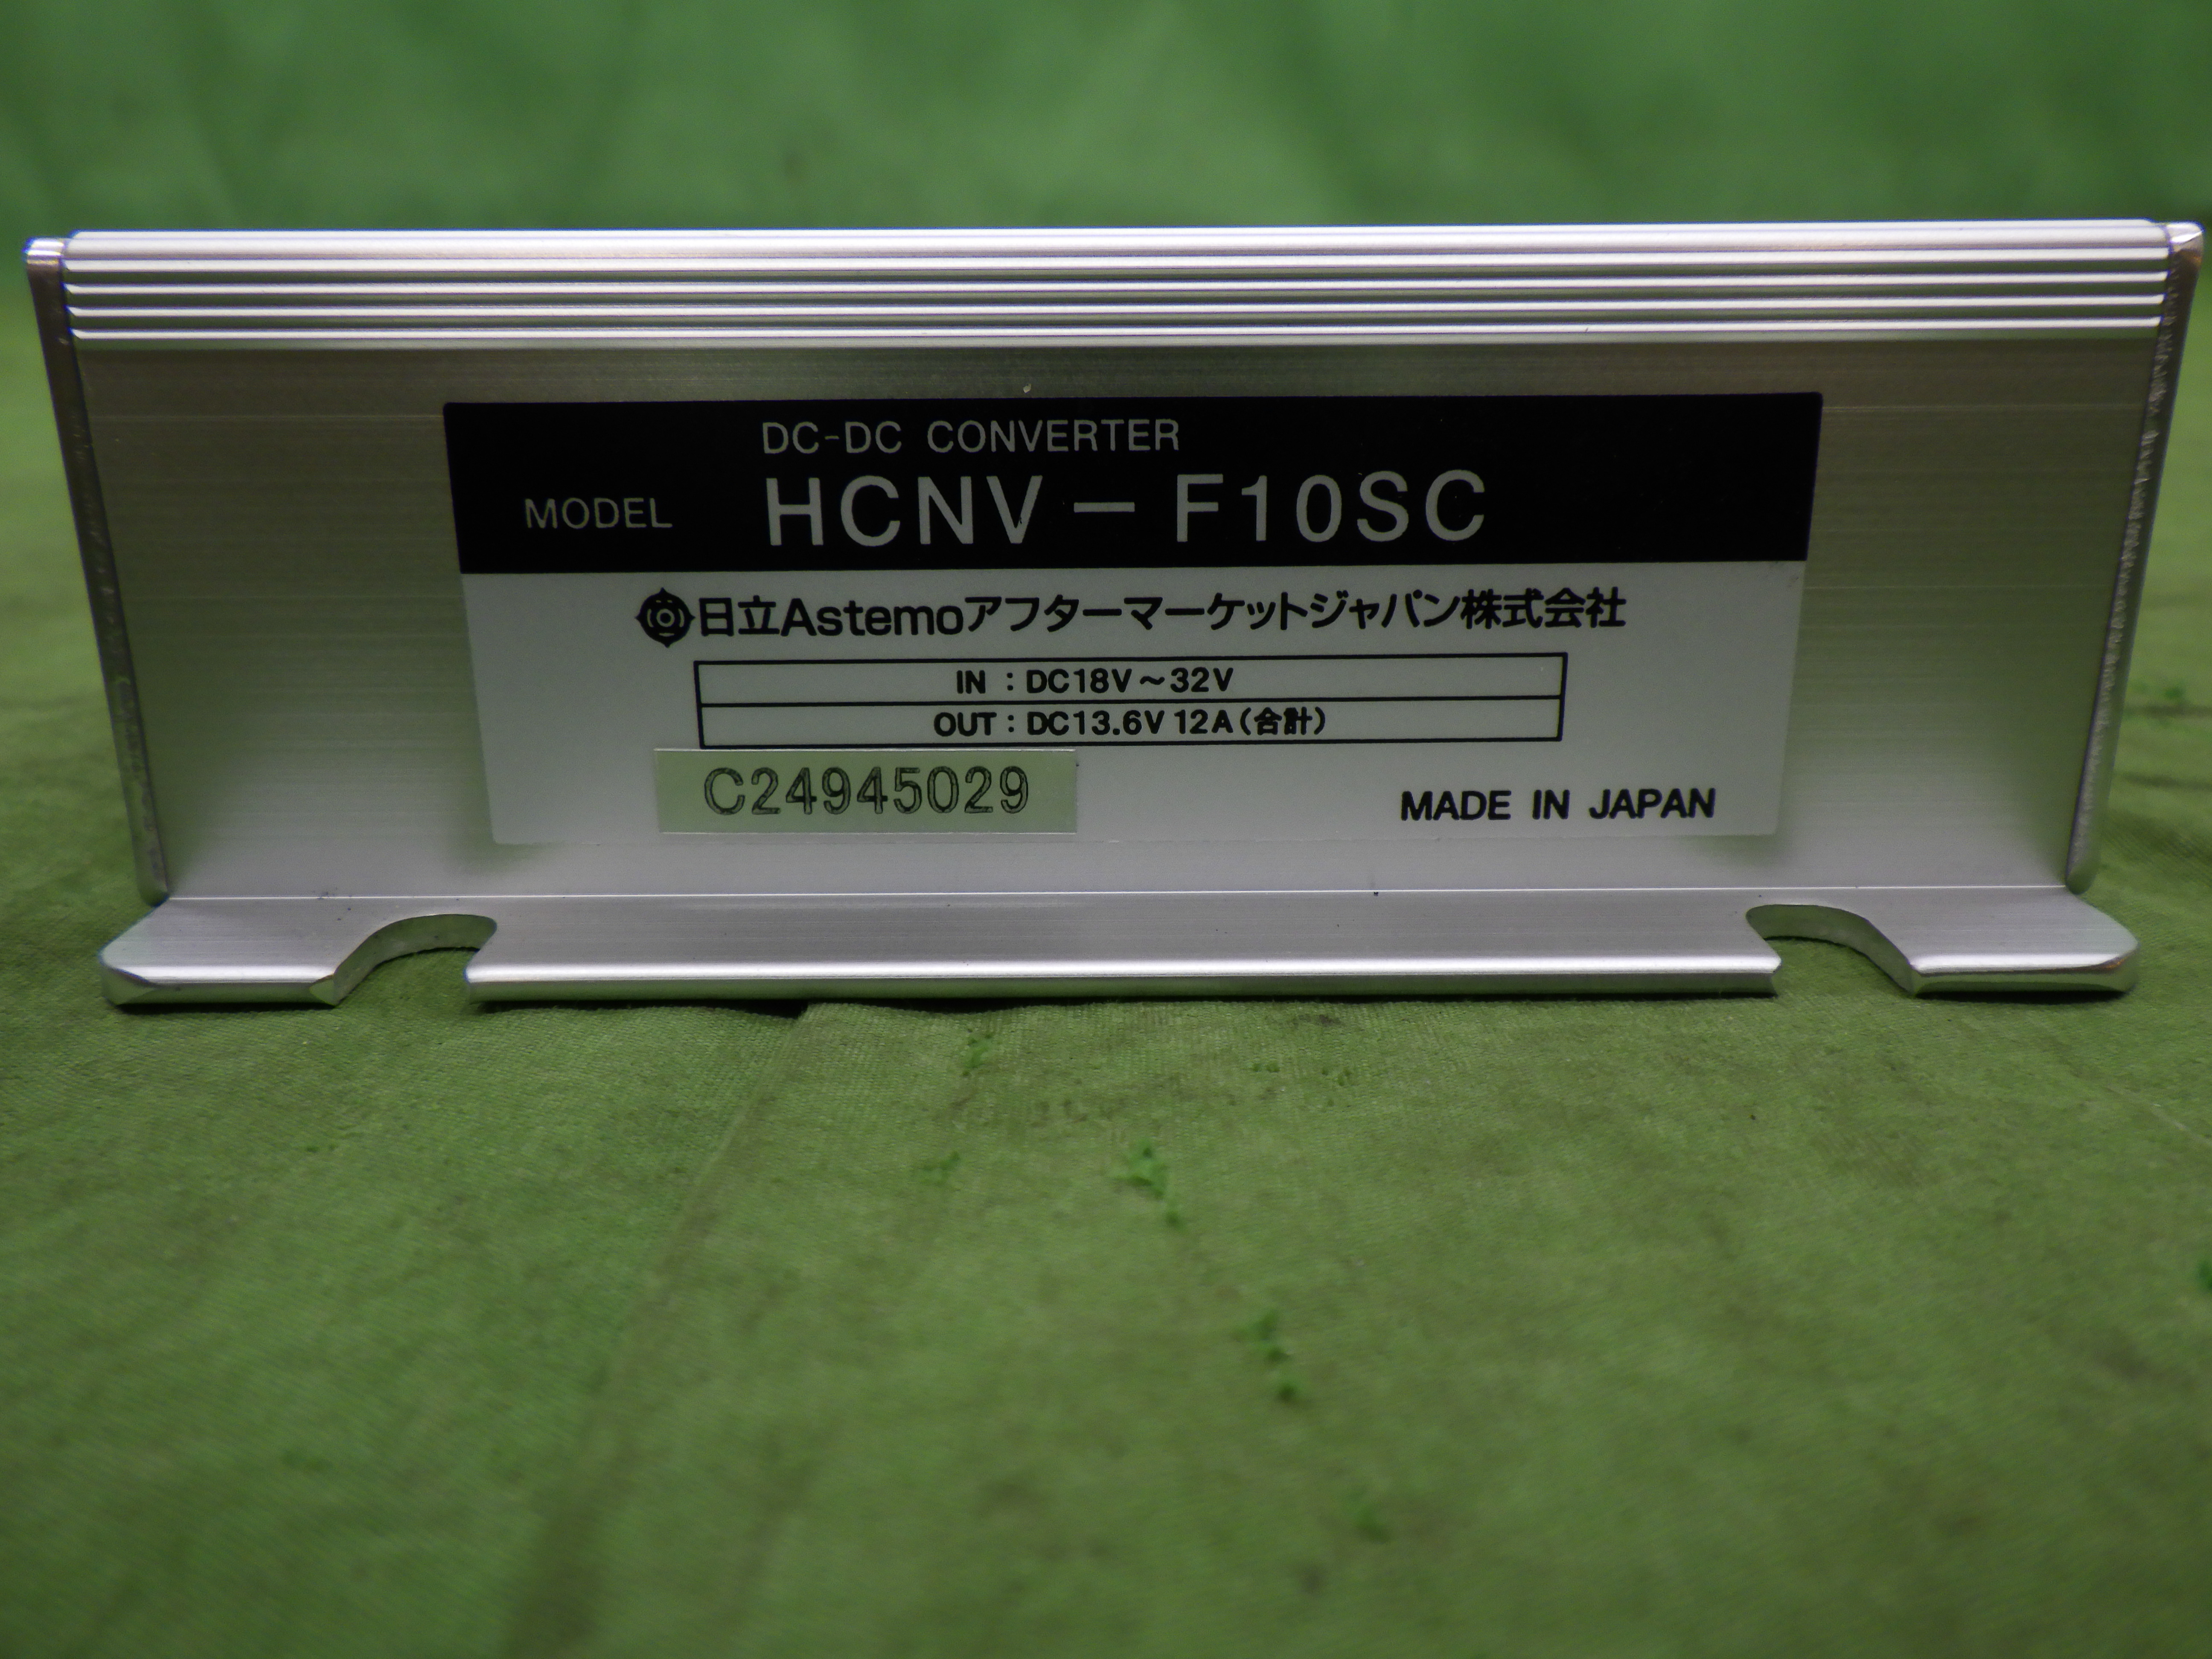 DC-DC CONVERTER
MODEL HCNV-F10SC
日立Astemoアフターマーケットジャパン株式会社
IN : DC18V～32V
OUT : DC13.6V 12A(合計)
C24945029
MADE IN JAPAN